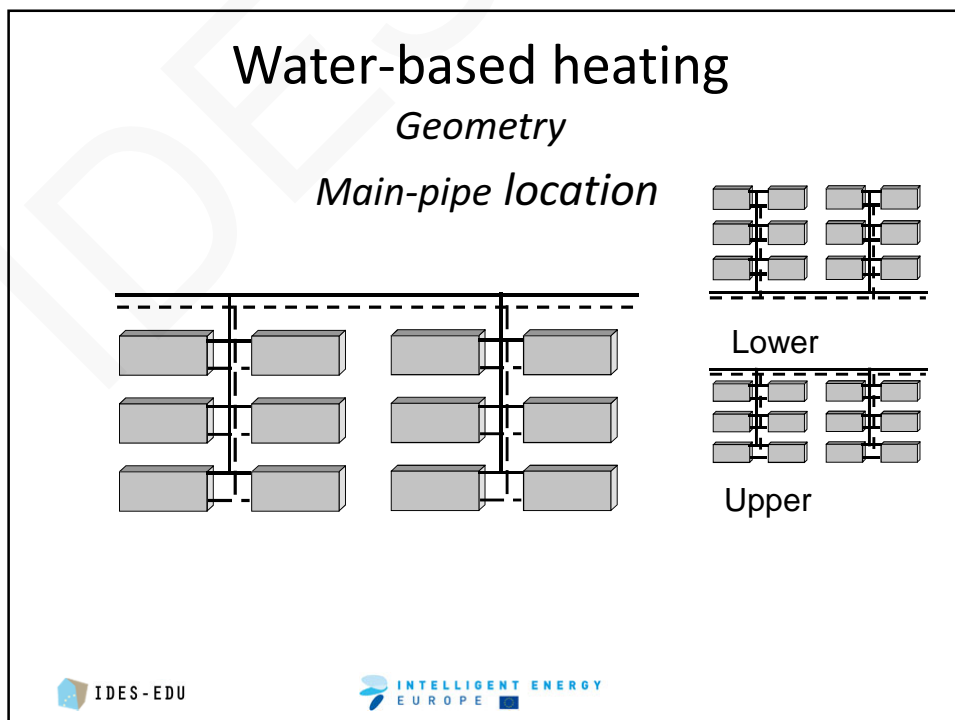 Water-based heating
Geometry
Main-pipe location
Lower
Upper
IDES-EDU
INTELLIGENT ENERGY
EUROPE